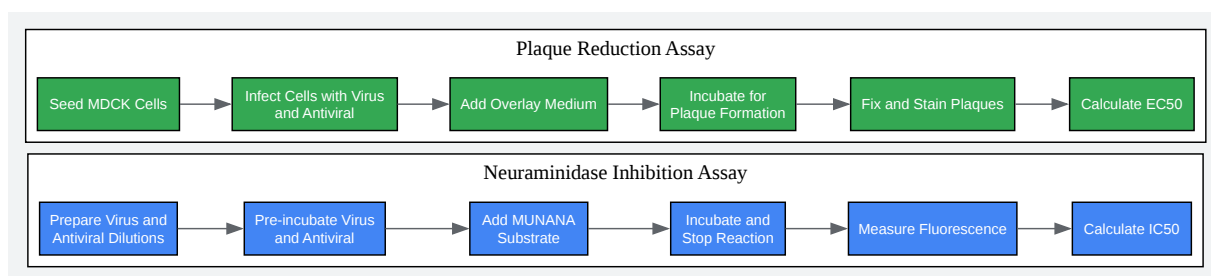 Plaque Reduction Assay
Seed MDCK Cells
Infect Cells with Virus
and Antiviral
Add Overlay Medium
Incubate for
Plaque Formation
Fix and Stain Plaques
Calculate EC50
Neuraminidase Inhibition Assay
Prepare Virus and
Antiviral Dilutions
Pre-incubate Virus
and Antiviral
Add MUNANA
Substrate
Incubate and
Stop Reaction
Measure Fluorescence
Calculate IC50